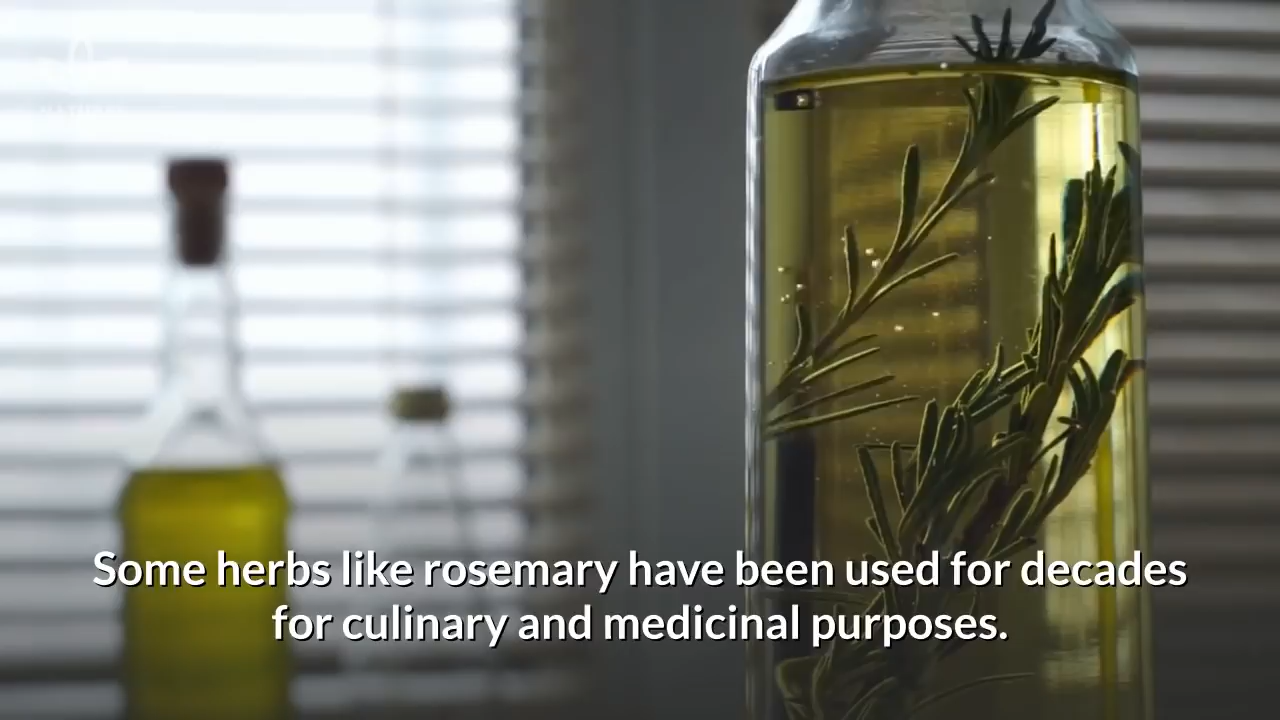 Some herbs like rosemary have been used for decades
for culinary and medicinal purposes.